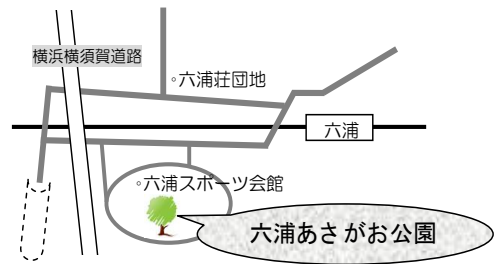 横浜横須賀道路
六浦荘団地
六浦
六浦スポーツ会館
六浦あさがお公園